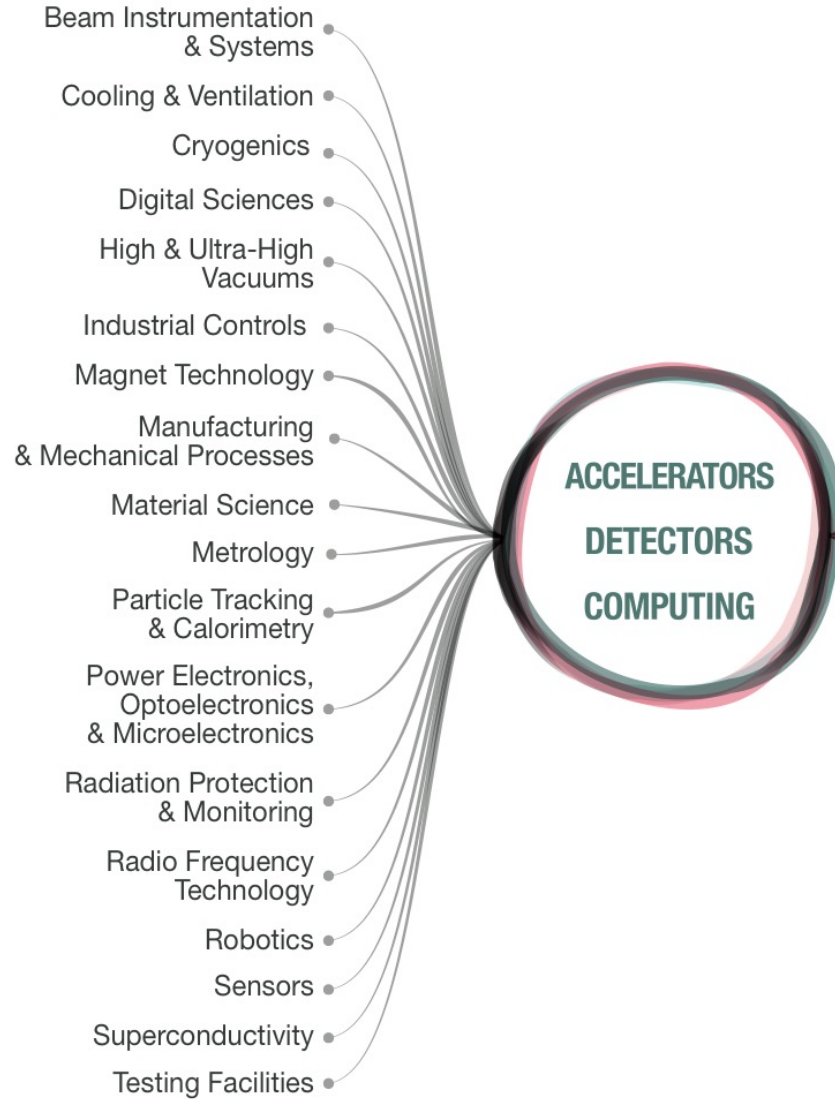 Beam Instrumentation
& Systems
Cooling & Ventilation
Cryogenics
Digital Sciences
High & Ultra-High
Vacuums
Industrial Controls
Magnet Technology
Manufacturing
& Mechanical Processes
Material Science
Metrology
Particle Tracking
& Calorimetry
Power Electronics,
Optoelectronics
& Microelectronics
Radiation Protection
& Monitoring
Radio Frequency
Technology
Robotics
Sensors
Superconductivity
Testing Facilities
ACCELERATORS
DETECTORS
COMPUTING